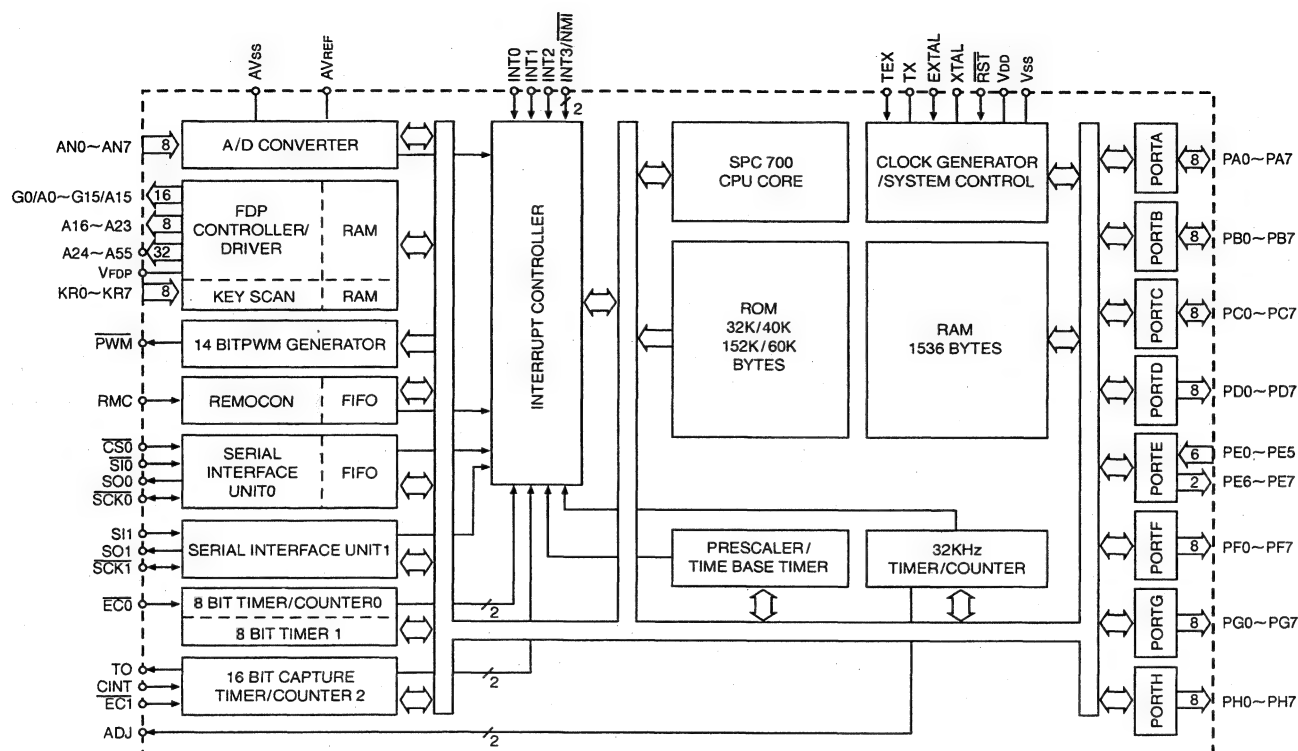 AVSS
AVREF
INT0
INT1
INT2
INT3/NMI
2
TEX
TX
EXTAL
XTAL
RST
VDD
VSS
AN0~AN7
8
A/D CONVERTER
G0/A0~G15/A15
16
A16~A23
8
A24~A55
32
VFDP
KR0~KR7
8
FDP
CONTROLLER/
DRIVER
RAM
KEY SCAN
RAM
PWM
14 BITPWM GENERATOR
RMC
REMOCON
FIFO
CS0
SI0
SO0
SCK0
SERIAL
INTERFACE
UNIT0
FIFO
SI1
SO1
SCK1
SERIAL INTERFACE UNIT1
EC0
8 BIT TIMER/COUNTER0
8 BIT TIMER 1
2
TO
CINT
EC1
16 BIT CAPTURE
TIMER/COUNTER 2
2
ADJ
2
INTERRUPT CONTROLLER
SPC 700
CPU CORE
CLOCK GENERATOR
/SYSTEM CONTROL
ROM
32K/40K
152K/60K
BYTES
RAM
1536 BYTES
PRESCALER/
TIME BASE TIMER
32KHz
TIMER/COUNTER
PORTA
8
PA0~PA7
PORTB
8
PB0~PB7
PORTC
8
PC0~PC7
PORTD
8
PD0~PD7
PORTE
6
PE0~PE5
2
PE6~PE7
PORTF
8
PF0~PF7
PORTG
8
PG0~PG7
PORTH
8
PH0~PH7